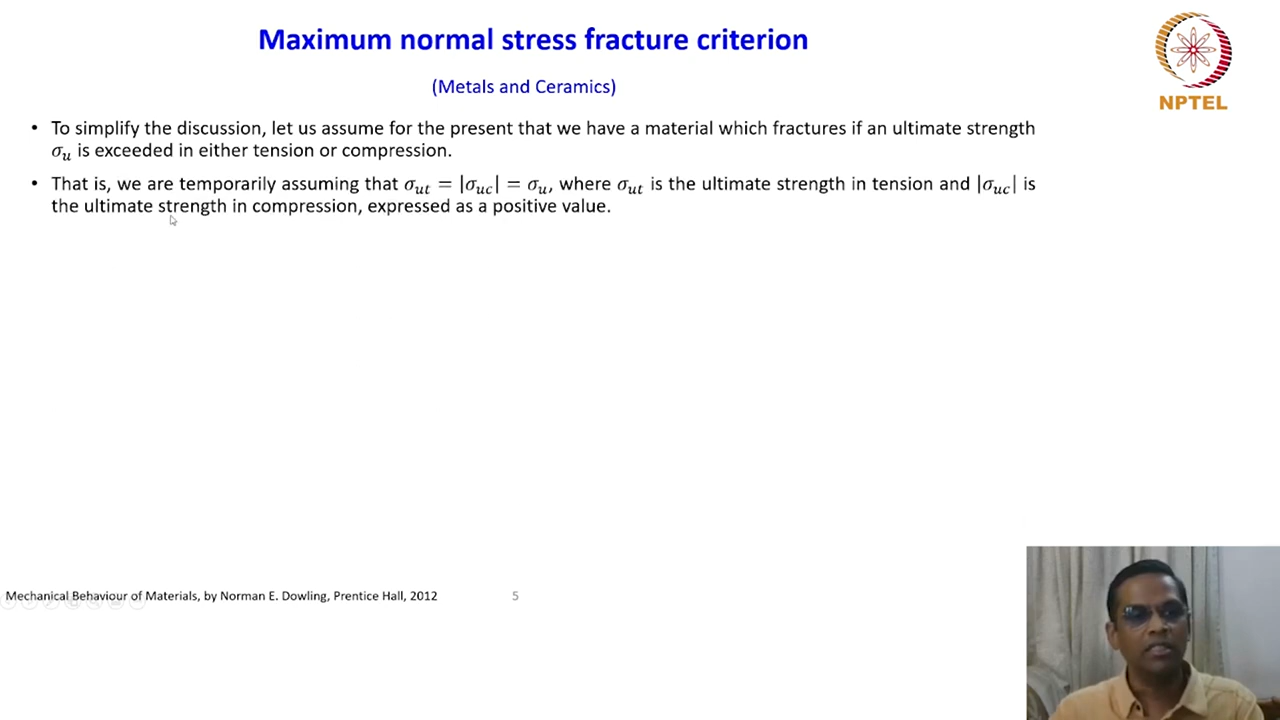 Maximum normal stress fracture criterion
NPTEL
(Metals and Ceramics)
• To simplify the discussion, let us assume for the present that we have a material which fractures if an ultimate strength
σᵤ is exceeded in either tension or compression.
• That is, we are temporarily assuming that σᵤₜ = |σ_uc| = σᵤ, where σᵤₜ is the ultimate strength in tension and |σ_uc| is
the ultimate strength in compression, expressed as a positive value.
Mechanical Behaviour of Materials, by Norman E. Dowling, Prentice Hall, 2012 5